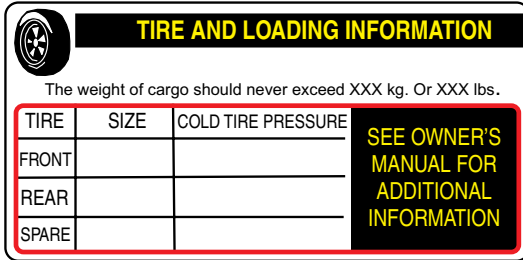 TIRE AND LOADING INFORMATION
The weight of cargo should never exceed XXX kg. Or XXX lbs.
TIRE SIZE COLD TIRE PRESSURE
FRONT
REAR
SPARE
SEE OWNER'S
MANUAL FOR
ADDITIONAL
INFORMATION